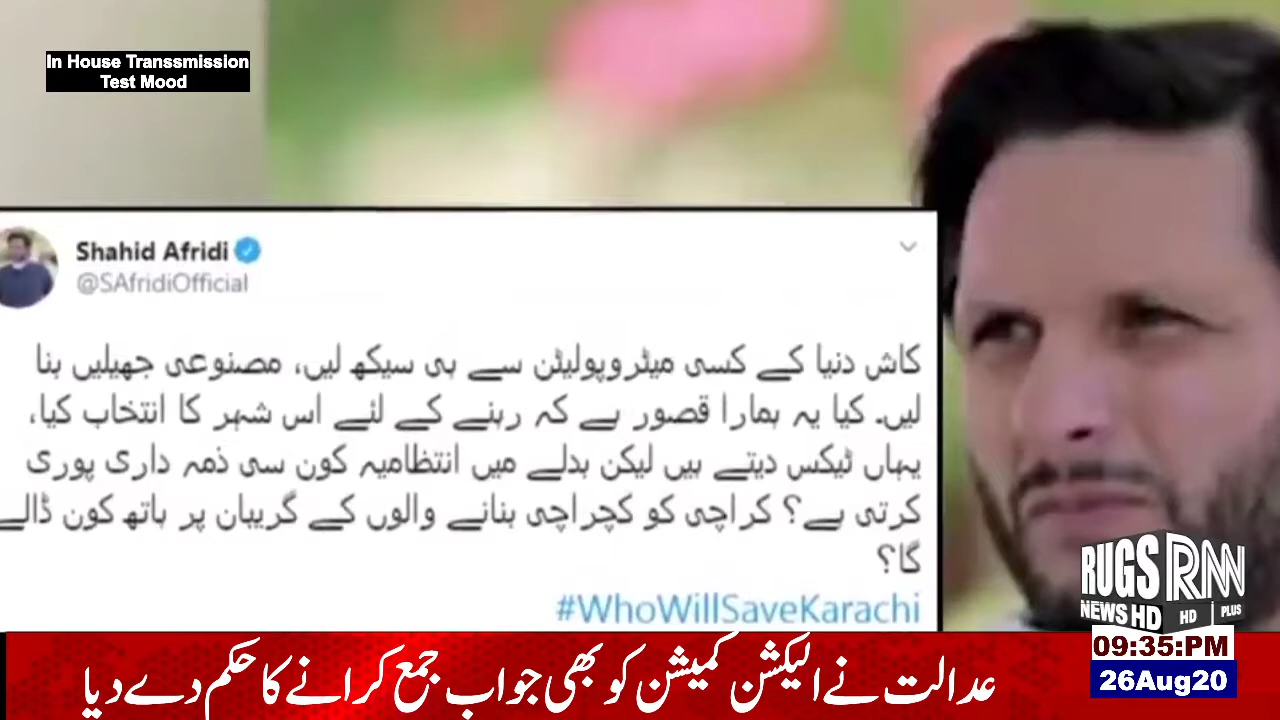 In House Transsmission
Test Mood
Shahid Afridi
@SAfridiOfficial
کاش دنیا کے کسی میٹروپولیٹن سے ہی سیکھ لیں، مصنوعی جھیلیں بنا
لیں۔ کیا یہ ہمارا قصور ہے کہ رہنے کے لئے اس شہر کا انتخاب کیا،
یہاں ٹیکس دیتے ہیں لیکن بدلے میں انتظامیہ کون سی ذمہ داری پوری
کرتی ہے؟ کراچی کو کچراچی بنانے والوں کے گریبان پر ہاتھ کون ڈالے
گا؟
#WhoWillSaveKarachi
RUGS RNN
NEWS HD HD PLUS
09:35:PM
26Aug20
عدالت نے الیکشن کمیشن کو بھی جواب جمع کرانے کا حکم دے دیا